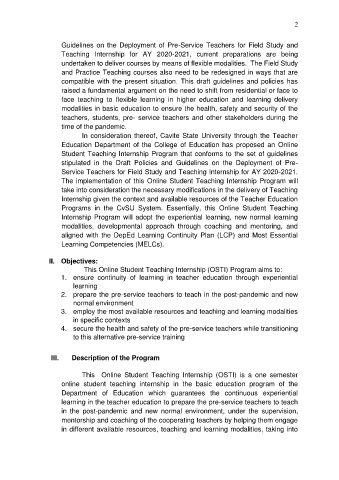 2
Guidelines on the Deployment of Pre-Service Teachers for Field Study and
Teaching Internship for AY 2020-2021, current preparations are being
undertaken to deliver courses by means of flexible modalities. The Field Study
and Practice Teaching courses also need to be redesigned in ways that are
compatible with the present situation. This draft guidelines and policies has
raised a fundamental argument on the need to shift from residential or face to
face teaching to flexible learning in higher education and learning delivery
modalities in basic education to ensure the health, safety and security of the
teachers, students, pre- service teachers and other stakeholders during the
time of the pandemic.
In consideration thereof, Cavite State University through the Teacher
Education Department of the College of Education has proposed an Online
Student Teaching Internship Program that conforms to the set of guidelines
stipulated in the Draft Policies and Guidelines on the Deployment of Pre-
Service Teachers for Field Study and Teaching Internship for AY 2020-2021.
The implementation of this Online Student Teaching Internship Program will
take into consideration the necessary modifications in the delivery of Teaching
Internship given the context and available resources of the Teacher Education
Programs in the CvSU System. Essentially, this Online Student Teaching
Internship Program will adopt the experiential learning, new normal learning
modalities, developmental approach through coaching and mentoring, and
aligned with the DepEd Learning Continuity Plan (LCP) and Most Essential
Learning Competencies (MELCs).
II. Objectives:
This Online Student Teaching Internship (OSTI) Program aims to:
1. ensure continuity of learning in teacher education through experiential
learning
2. prepare the pre-service teachers to teach in the post-pandemic and new
normal environment
3. employ the most available resources and teaching and learning modalities
in specific contexts
4. secure the health and safety of the pre-service teachers while transitioning
to this alternative pre-service training
III. Description of the Program
This Online Student Teaching Internship (OSTI) is a one semester
online student teaching internship in the basic education program of the
Department of Education which guarantees the continuous experiential
learning in the teacher education to prepare the pre-service teachers to teach
in the post-pandemic and new normal environment, under the supervision,
mentorship and coaching of the cooperating teachers by helping them engage
in different available resources, teaching and learning modalities, taking into